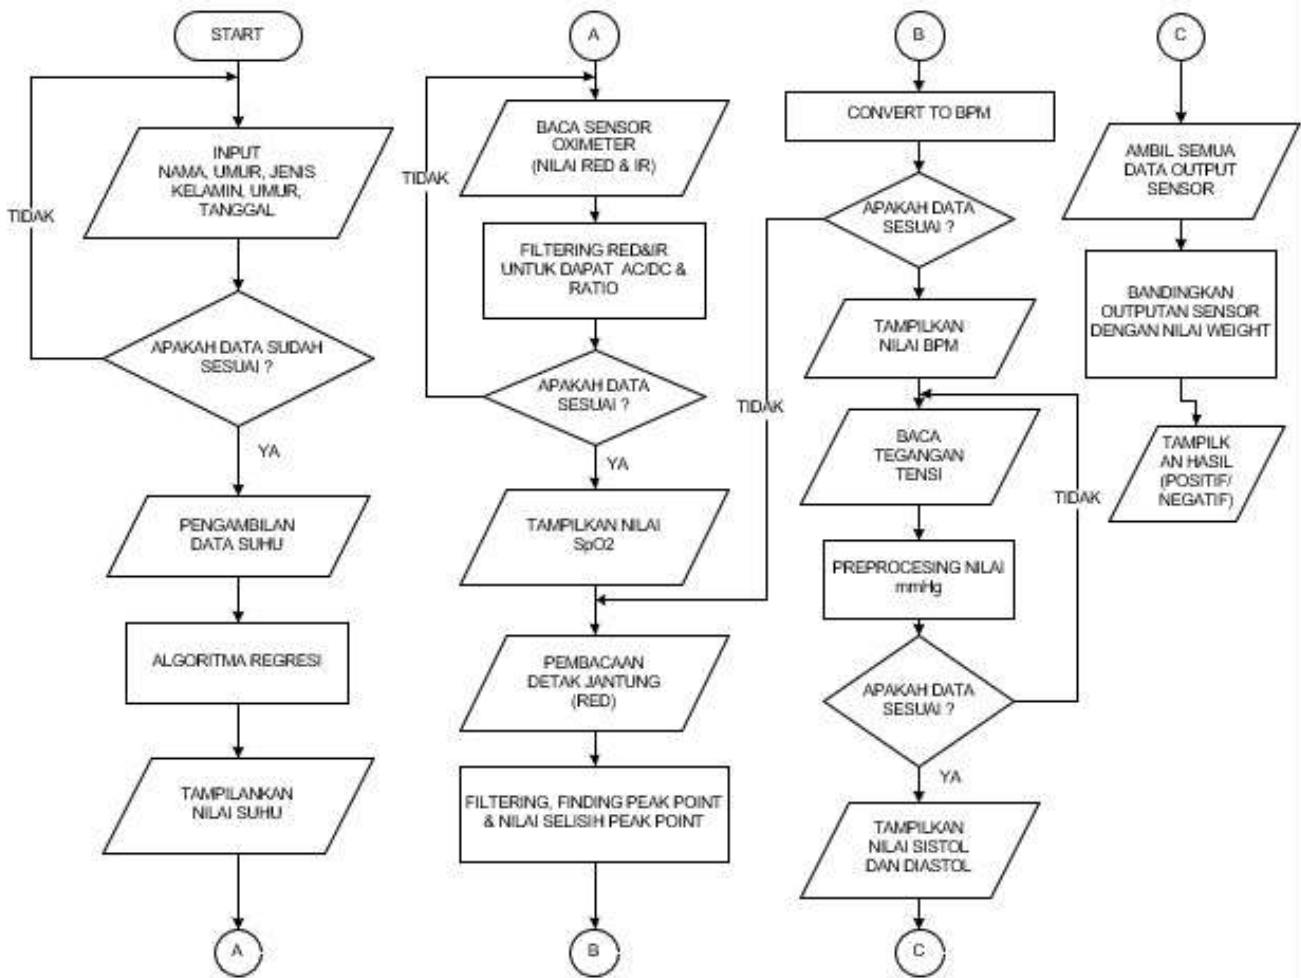 START
INPUT
NAMA, UMUR, JENIS
KELAMIN, UMUR,
TANGGAL
TIDAK
APAKAH DATA SUDAH
SESUAI ?
YA
PENGAMBILAN
DATA SUHU
ALGORITMA REGRESI
TAMPILANKAN
NILAI SUHU
A
A
BACA SENSOR
OXIMETER
(NILAI RED & IR)
TIDAK
FILTERING RED&IR
UNTUK DAPAT AC/DC &
RATIO
APAKAH DATA
SESUAI ?
YA
TAMPILKAN NILAI
SpO2
PEMBACAAN
DETAK JANTUNG
(RED)
FILTERING, FINDING PEAK POINT
& NILAI SELISIH PEAK POINT
B
B
CONVERT TO BPM
APAKAH DATA
SESUAI ?
TIDAK
TAMPILKAN
NILAI BPM
BACA
TEGANGAN
TENSI
TIDAK
PREPROCESING NILAI
mmHg
APAKAH DATA
SESUAI ?
YA
TAMPILKAN
NILAI SISTOL
DAN DIASTOL
C
C
AMBIL SEMUA
DATA OUTPUT
SENSOR
BANDINGKAN
OUTPUTAN SENSOR
DENGAN NILAI WEIGHT
TAMPILK
AN HASIL
(POSITIF/
NEGATIF)